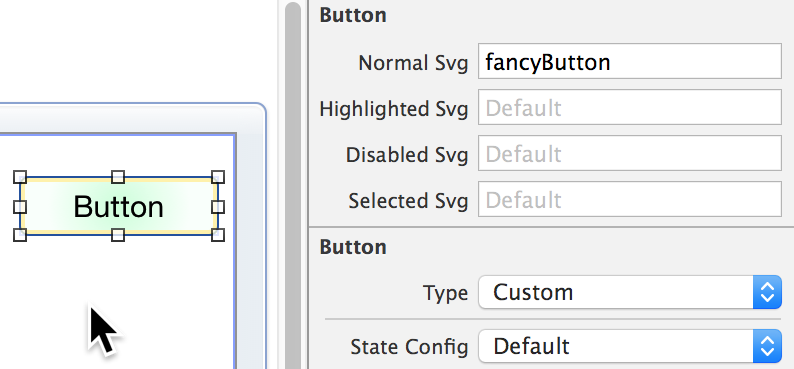 Button
Normal Svg fancyButton
Highlighted Svg Default
Disabled Svg Default
Selected Svg Default
Button
Type Custom
State Config Default
Button